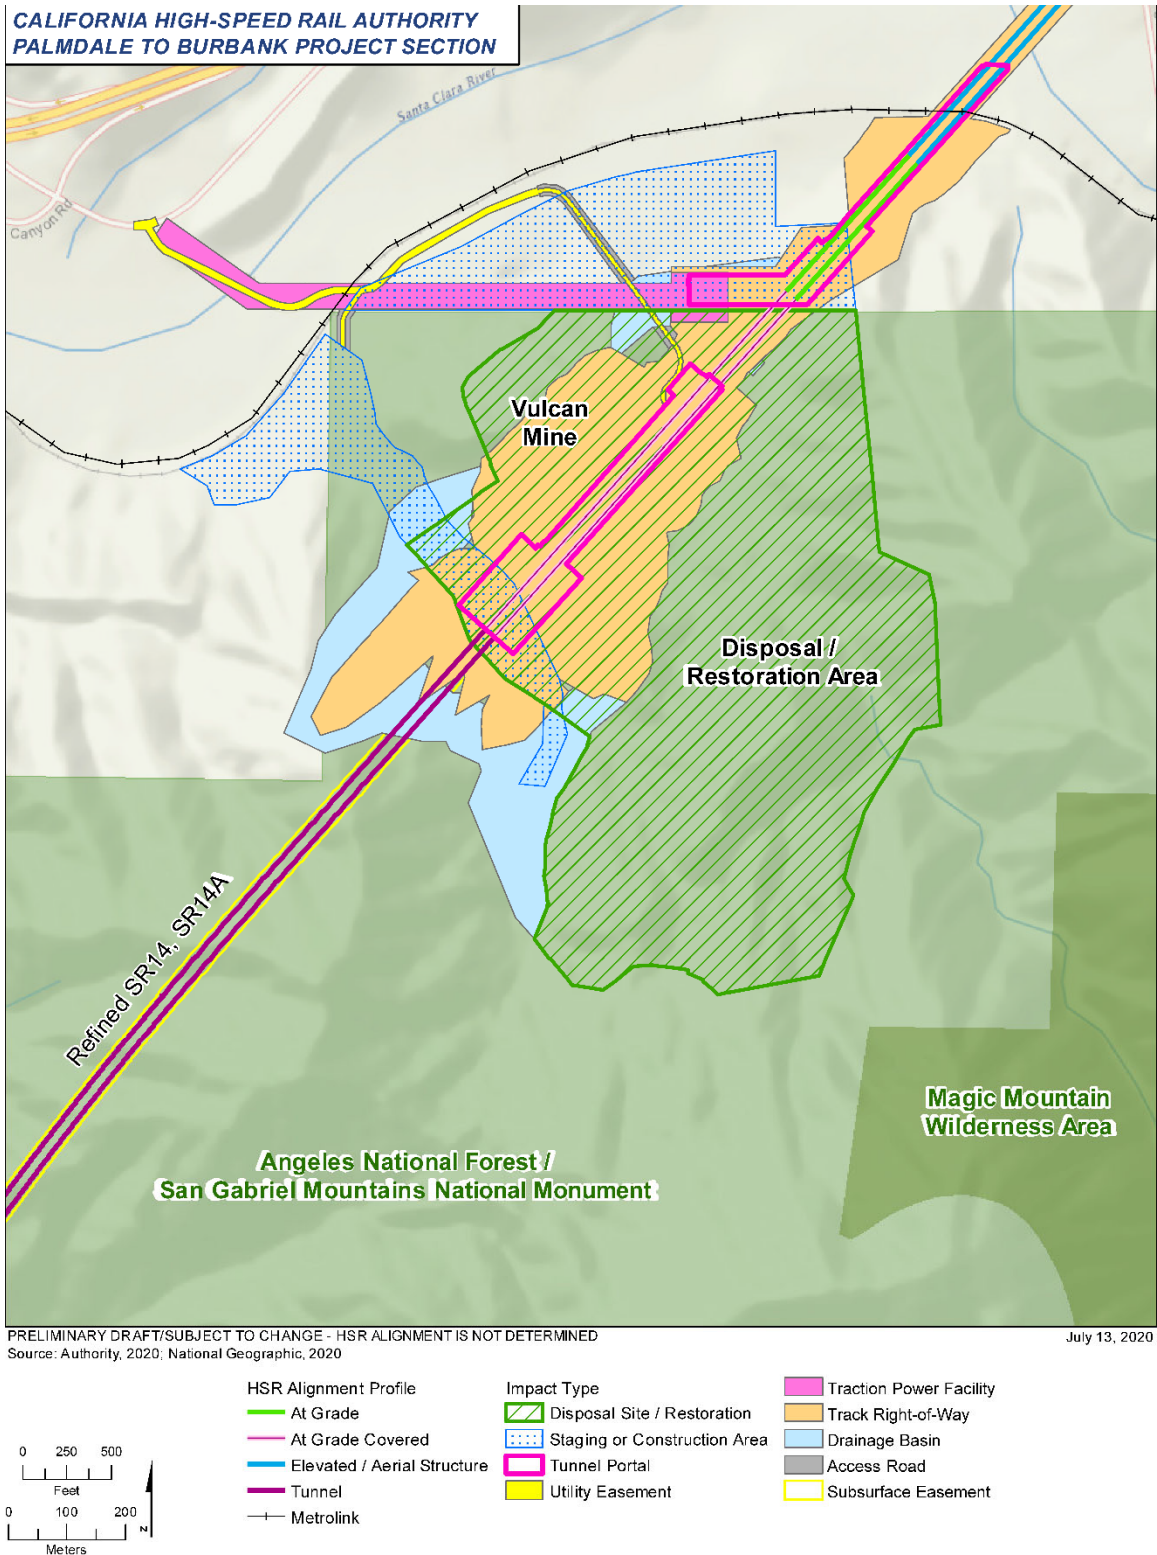 CALIFORNIA HIGH-SPEED RAIL AUTHORITY
PALMDALE TO BURBANK PROJECT SECTION
Santa Clara River
Canyon Rd
Vulcan
Mine
Disposal /
Restoration Area
Refined SR14, SR14A
Magic Mountain
Wilderness Area
Angeles National Forest /
San Gabriel Mountains National Monument
PRELIMINARY DRAFT/SUBJECT TO CHANGE - HSR ALIGNMENT IS NOT DETERMINED
July 13, 2020
Source: Authority, 2020; National Geographic, 2020
HSR Alignment Profile
At Grade
At Grade Covered
Elevated / Aerial Structure
Tunnel
Metrolink
Impact Type
Disposal Site / Restoration
Staging or Construction Area
Tunnel Portal
Utility Easement
Traction Power Facility
Track Right-of-Way
Drainage Basin
Access Road
Subsurface Easement
0 250 500
Feet
0 100 200
Meters
N